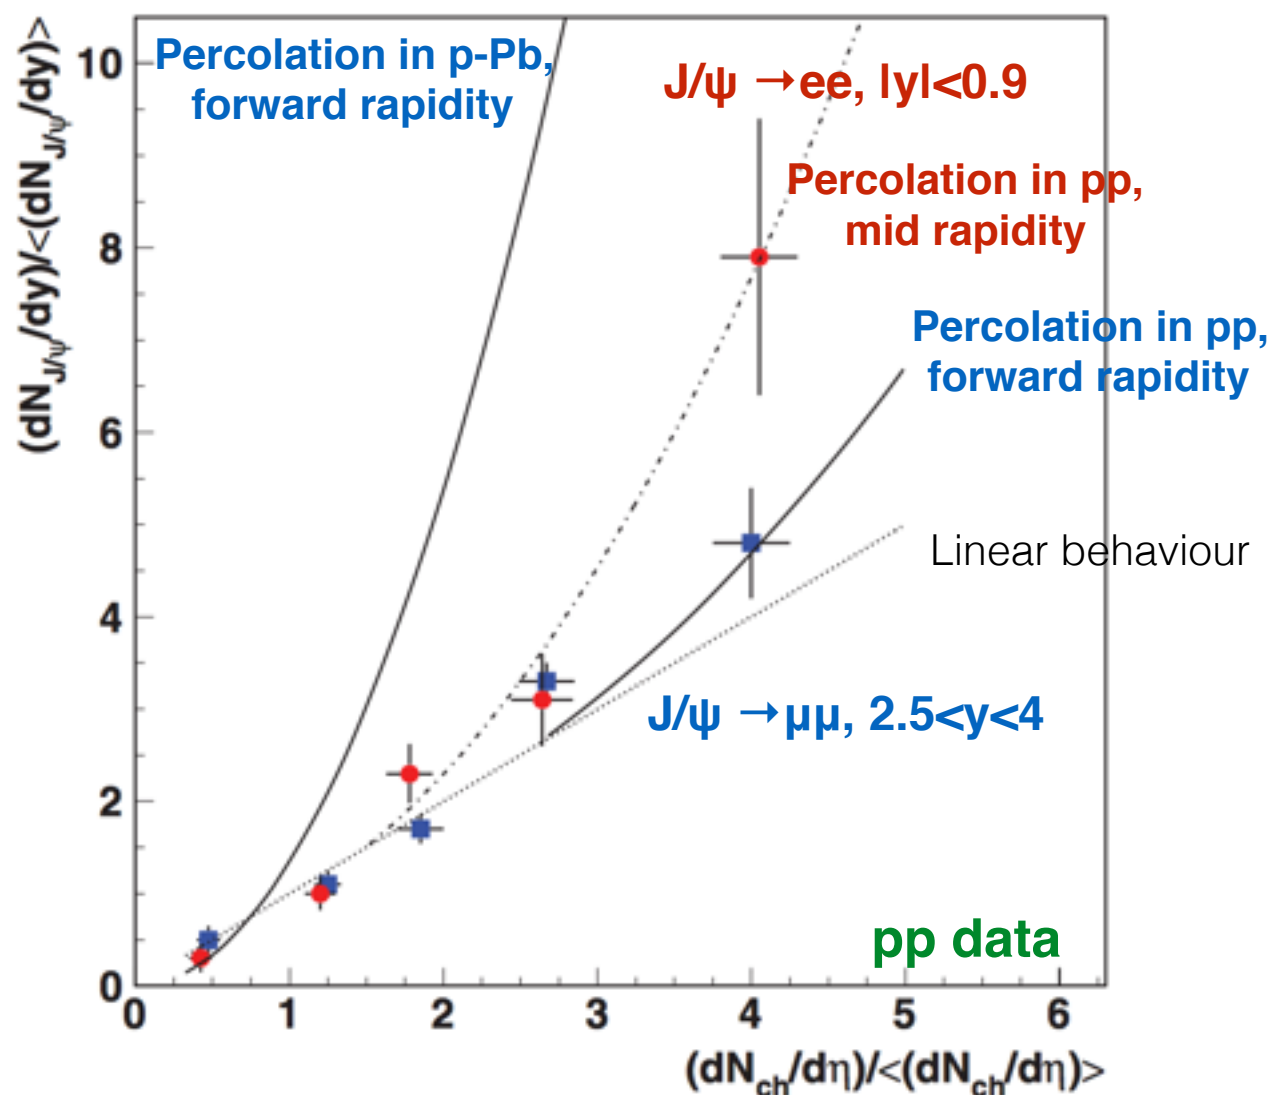 (dN_J/ψ/dy)/<(dN_J/ψ/dy)>
10
8
6
4
2
0
Percolation in p-Pb,
forward rapidity
J/ψ →ee, |y|<0.9
Percolation in pp,
mid rapidity
Percolation in pp,
forward rapidity
Linear behaviour
J/ψ →μμ, 2.5<y<4
pp data
0 1 2 3 4 5 6
(dN_ch/dη)/<(dN_ch/dη)>